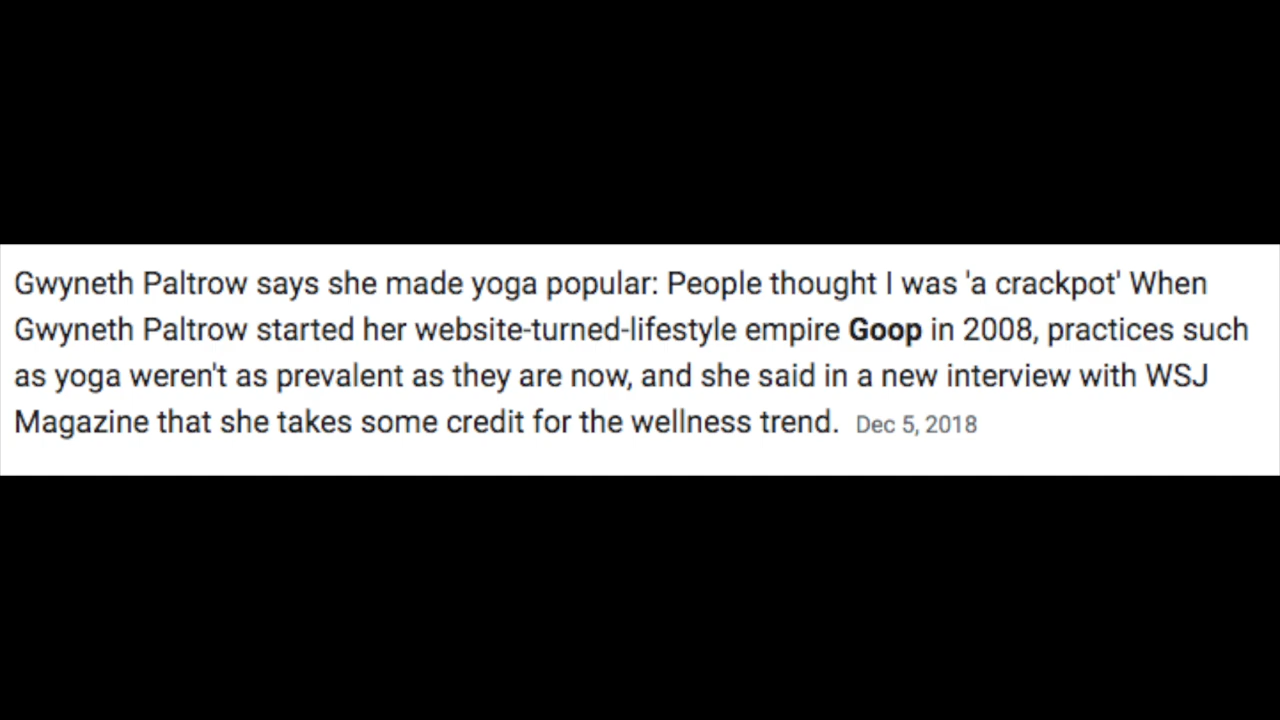 Gwyneth Paltrow says she made yoga popular: People thought I was 'a crackpot' When
Gwyneth Paltrow started her website-turned-lifestyle empire Goop in 2008, practices such
as yoga weren't as prevalent as they are now, and she said in a new interview with WSJ
Magazine that she takes some credit for the wellness trend. Dec 5, 2018